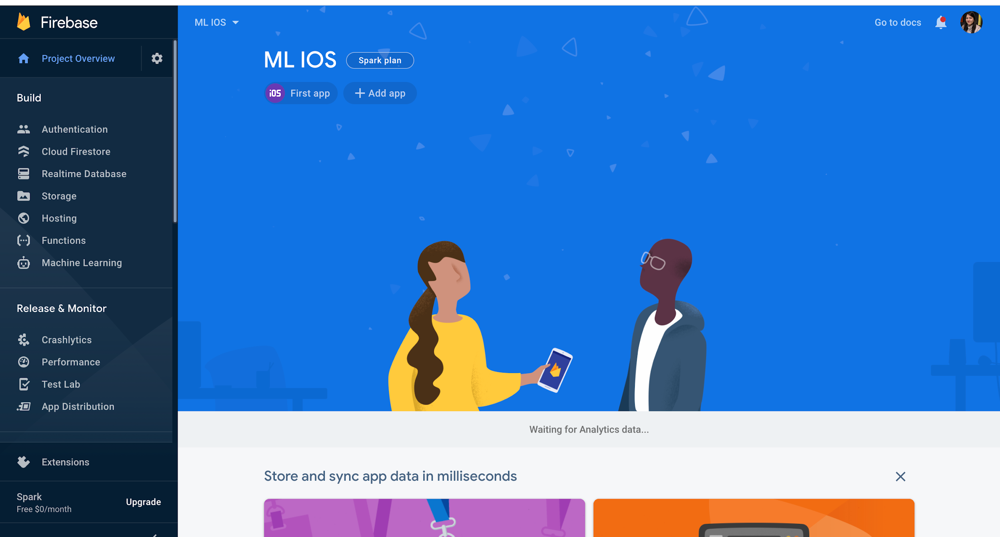 Firebase
Project Overview
Build
Authentication
Cloud Firestore
Realtime Database
Storage
Hosting
Functions
Machine Learning
Release & Monitor
Crashlytics
Performance
Test Lab
App Distribution
Extensions
Spark
Free $0/month
Upgrade
ML IOS
Go to docs
ML IOS
Spark plan
iOS First app
Add app
Waiting for Analytics data...
Store and sync app data in milliseconds